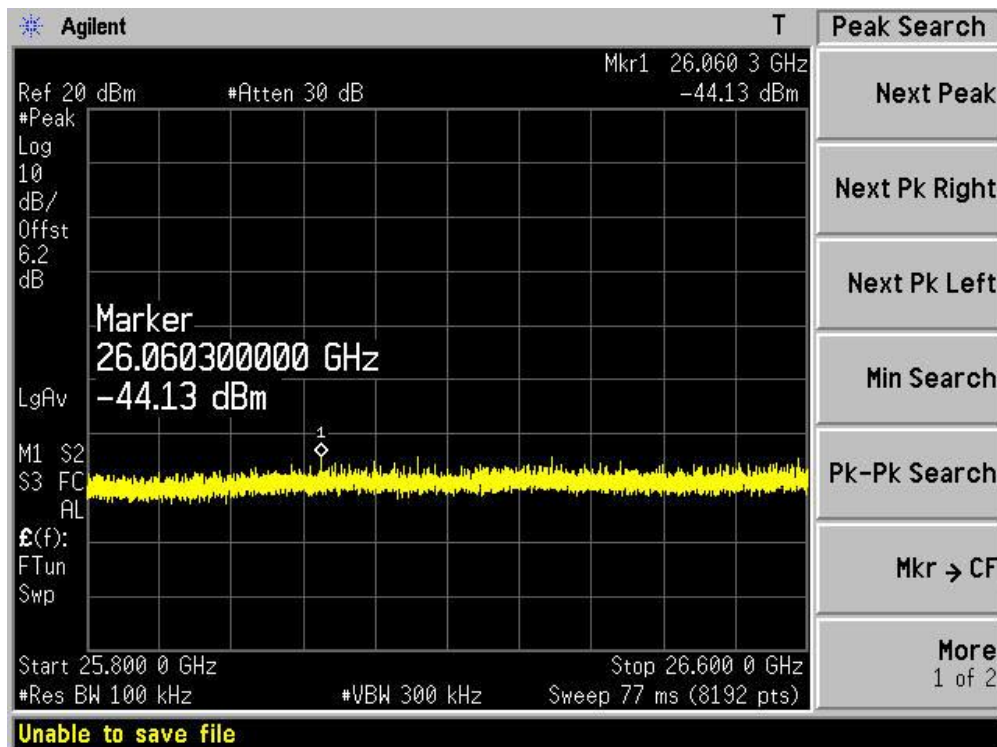 Agilent T Peak Search
Mkr1 26.060 3 GHz
Ref 20 dBm #Atten 30 dB -44.13 dBm
#Peak
Log
10
dB/
Offst
6.2
dB
Marker
26.060300000 GHz
-44.13 dBm
LgAv
1
M1 S2
S3 FC
AL
£(f):
FTun
Swp
Start 25.800 0 GHz Stop 26.600 0 GHz
#Res BW 100 kHz #VBW 300 kHz Sweep 77 ms (8192 pts)
Unable to save file
Next Peak
Next Pk Right
Next Pk Left
Min Search
Pk-Pk Search
Mkr → CF
More
1 of 2